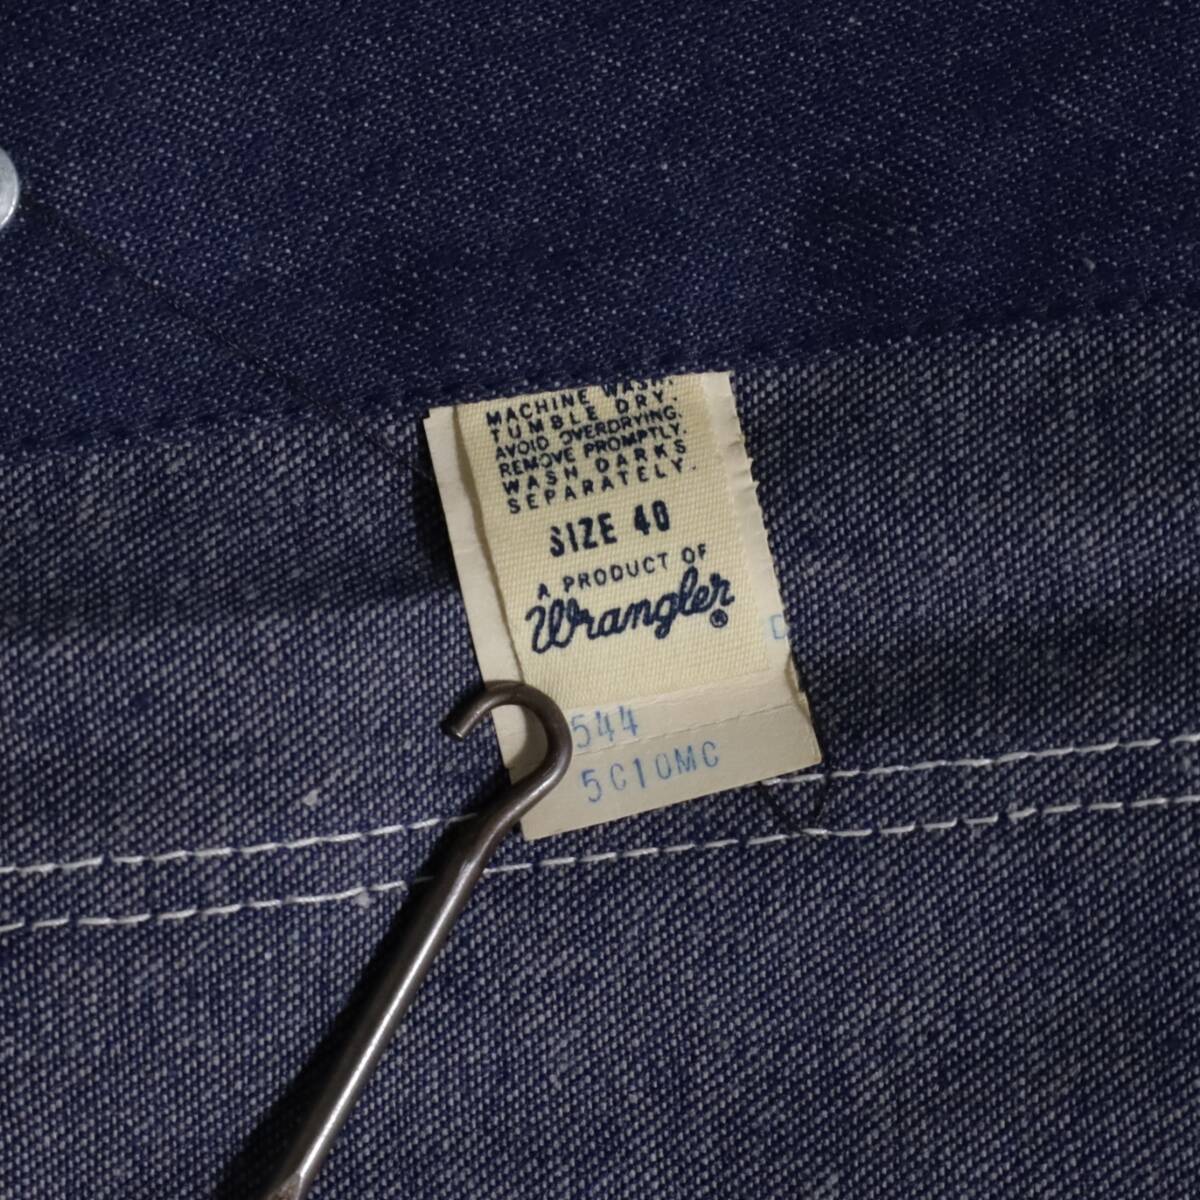 MACHINE WASH.
TUMBLE DRY.
AVOID OVERDRYING.
REMOVE PROMPTLY.
WASH DARKS
SEPARATELY.
SIZE 40
A PRODUCT OF
Wrangler®
D
544
5C10MC